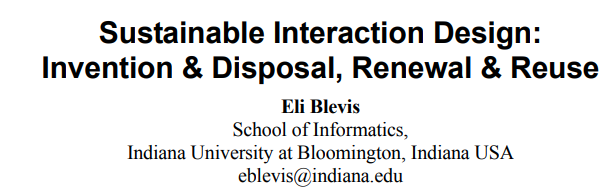 Sustainable Interaction Design:
Invention & Disposal, Renewal & Reuse
Eli Blevis
School of Informatics,
Indiana University at Bloomington, Indiana USA
eblevis@indiana.edu